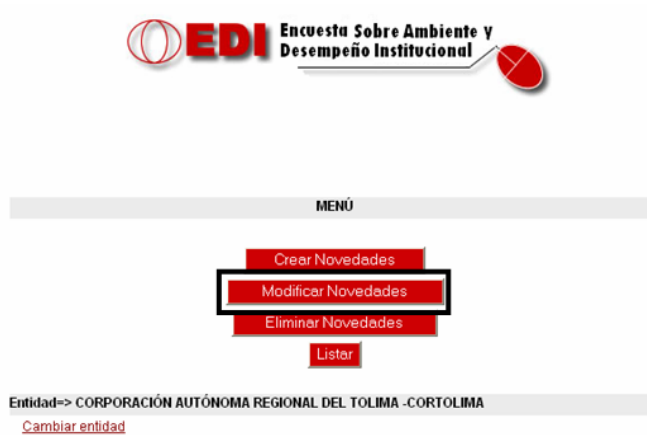 EDI Encuesta Sobre Ambiente y
Desempeño Institucional
MENÚ
Crear Novedades
Modificar Novedades
Eliminar Novedades
Listar
Entidad=> CORPORACIÓN AUTÓNOMA REGIONAL DEL TOLIMA -CORTOLIMA
Cambiar entidad